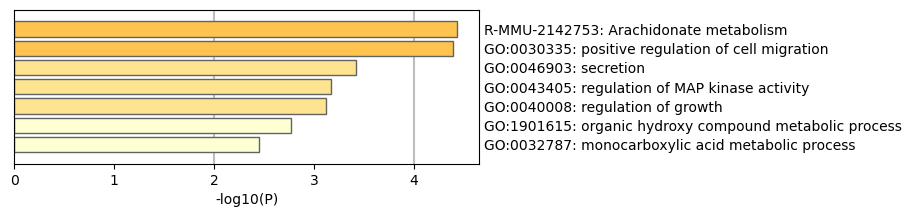 R-MMU-2142753: Arachidonate metabolism
GO:0030335: positive regulation of cell migration
GO:0046903: secretion
GO:0043405: regulation of MAP kinase activity
GO:0040008: regulation of growth
GO:1901615: organic hydroxy compound metabolic process
GO:0032787: monocarboxylic acid metabolic process
0 1 2 3 4
-log10(P)